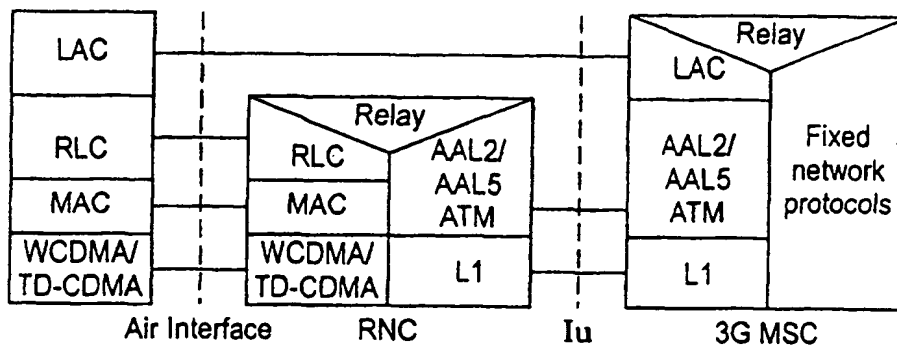 LAC
RLC
MAC
WCDMA/
TD-CDMA
Air Interface
Relay
RLC
MAC
WCDMA/
TD-CDMA
AAL2/
AAL5
ATM
L1
RNC
Iu
Relay
LAC
AAL2/
AAL5
ATM
L1
Fixed
network
protocols
3G MSC